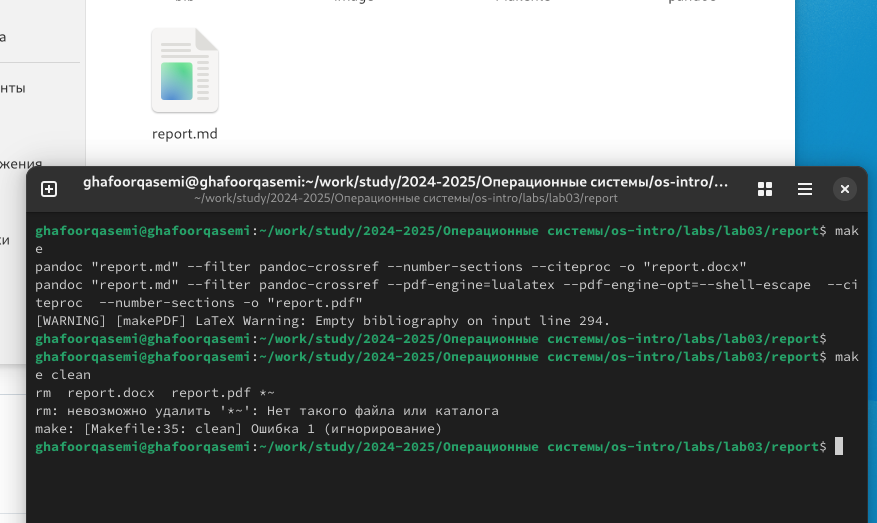 а
нты
report.md
жения
ки
ghafoorqasemi@ghafoorqasemi:~/work/study/2024-2025/Операционные системы/os-intro/...
~/work/study/2024-2025/Операционные системы/os-intro/labs/lab03/report
ghafoorqasemi@ghafoorqasemi:~/work/study/2024-2025/Операционные системы/os-intro/labs/lab03/report$ mak
e
pandoc "report.md" --filter pandoc-crossref --number-sections --citeproc -o "report.docx"
pandoc "report.md" --filter pandoc-crossref --pdf-engine=lualatex --pdf-engine-opt=--shell-escape  --ci
teproc  --number-sections -o "report.pdf"
[WARNING] [makePDF] LaTeX Warning: Empty bibliography on input line 294.
ghafoorqasemi@ghafoorqasemi:~/work/study/2024-2025/Операционные системы/os-intro/labs/lab03/report$
ghafoorqasemi@ghafoorqasemi:~/work/study/2024-2025/Операционные системы/os-intro/labs/lab03/report$ mak
e clean
rm  report.docx  report.pdf *~
rm: невозможно удалить '*~': Нет такого файла или каталога
make: [Makefile:35: clean] Ошибка 1 (игнорирование)
ghafoorqasemi@ghafoorqasemi:~/work/study/2024-2025/Операционные системы/os-intro/labs/lab03/report$